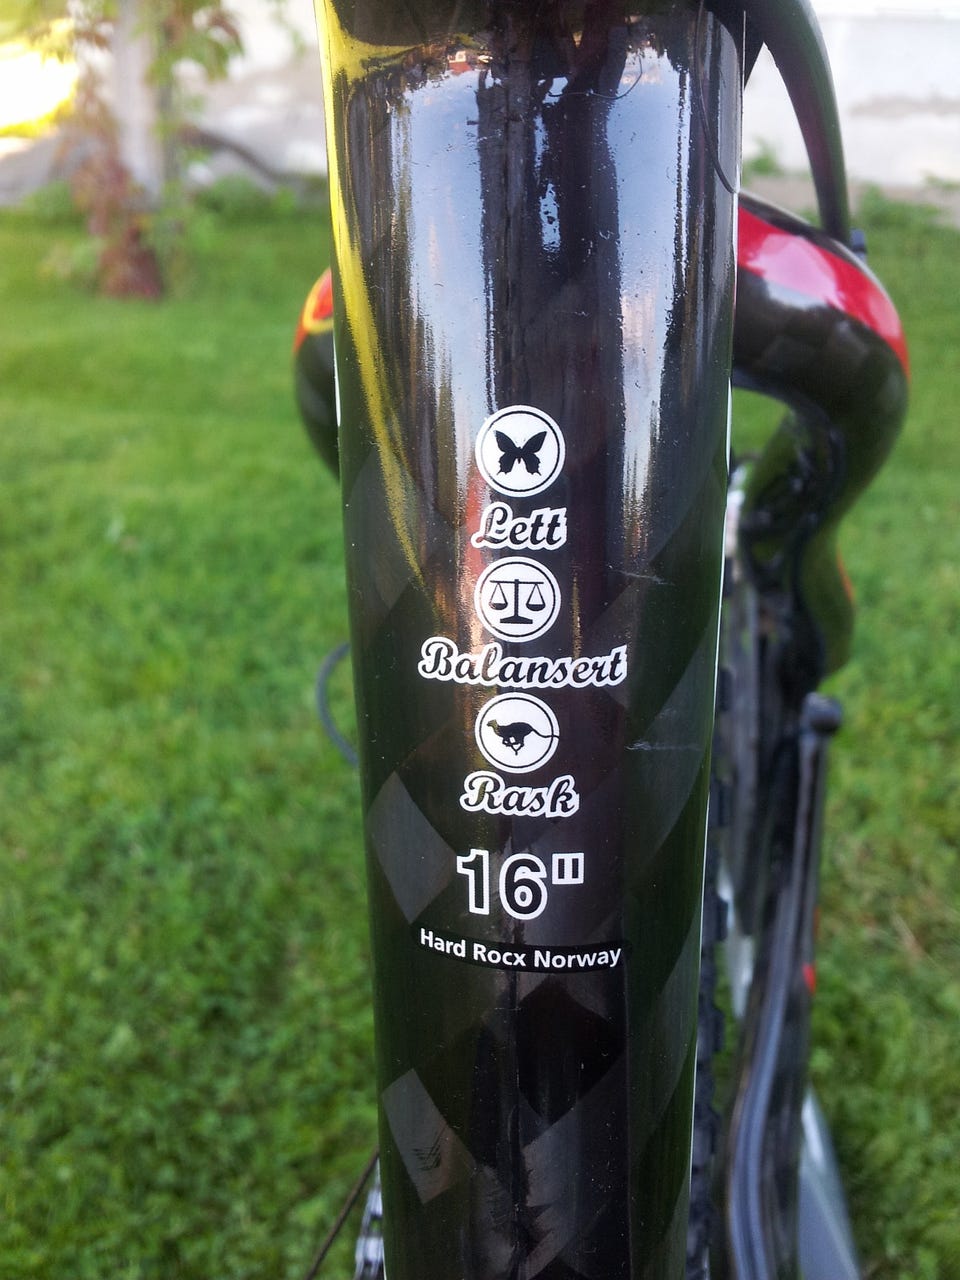 Lett
Balansert
Rask
16"
Hard Rocx Norway